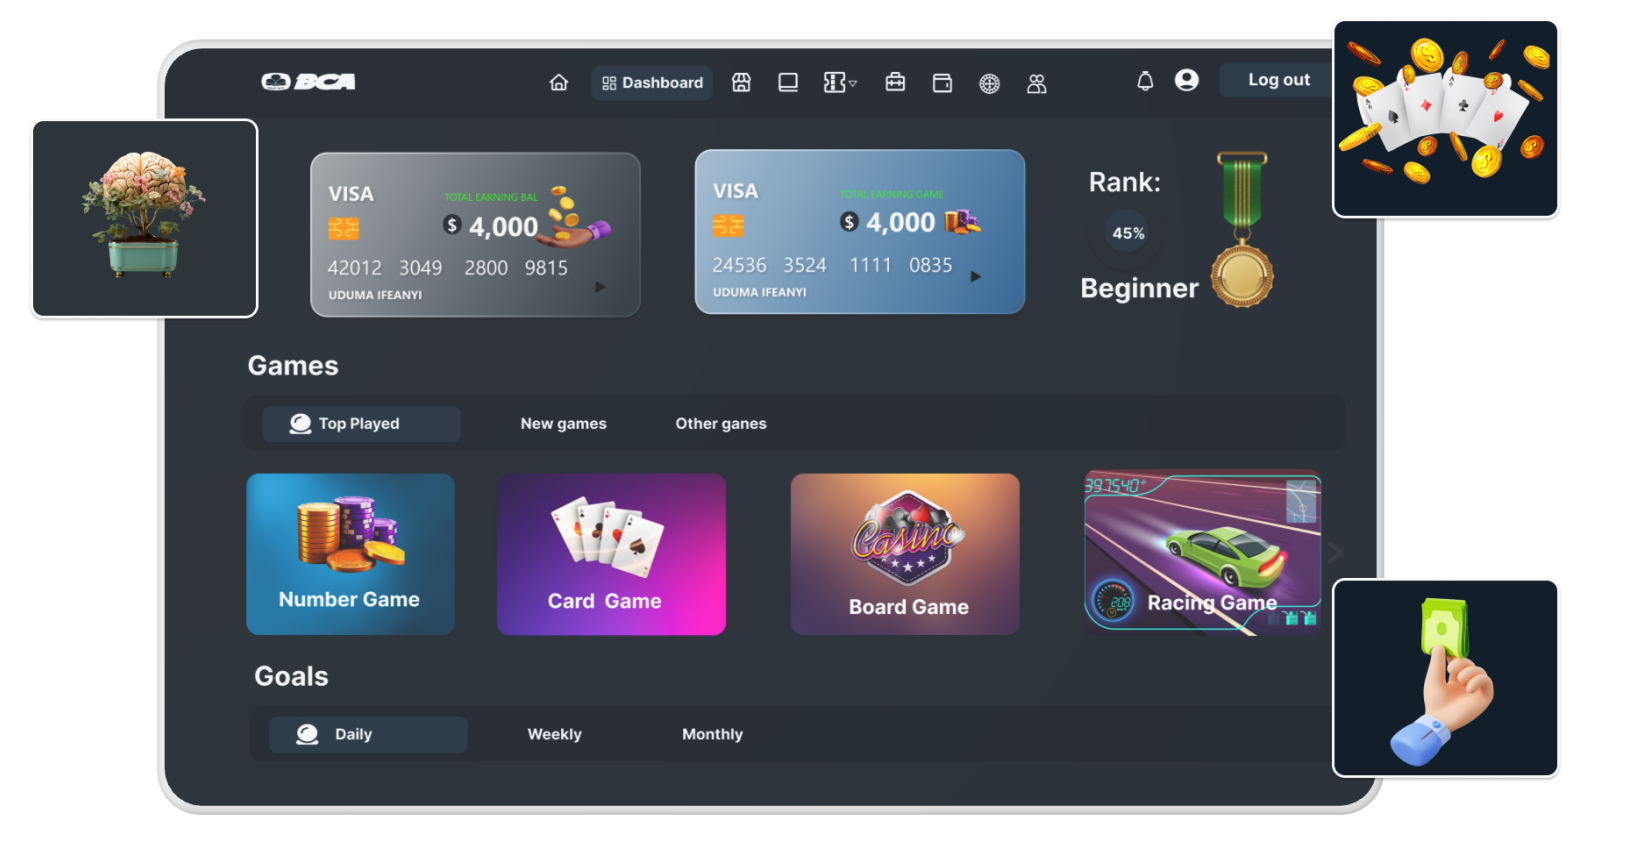 BCA
Dashboard
Log out
VISA
TOTAL EARNING BAL
$ 4,000
42012 3049 2800 9815
UDUMA IFEANYI
VISA
TOTAL EARNING GAME
$ 4,000
24536 3524 1111 0835
UDUMA IFEANYI
Rank:
45%
Beginner
Games
Top Played
New games
Other ganes
Number Game
Card Game
Casino
Board Game
397540+
208
Racing Game
Goals
Daily
Weekly
Monthly